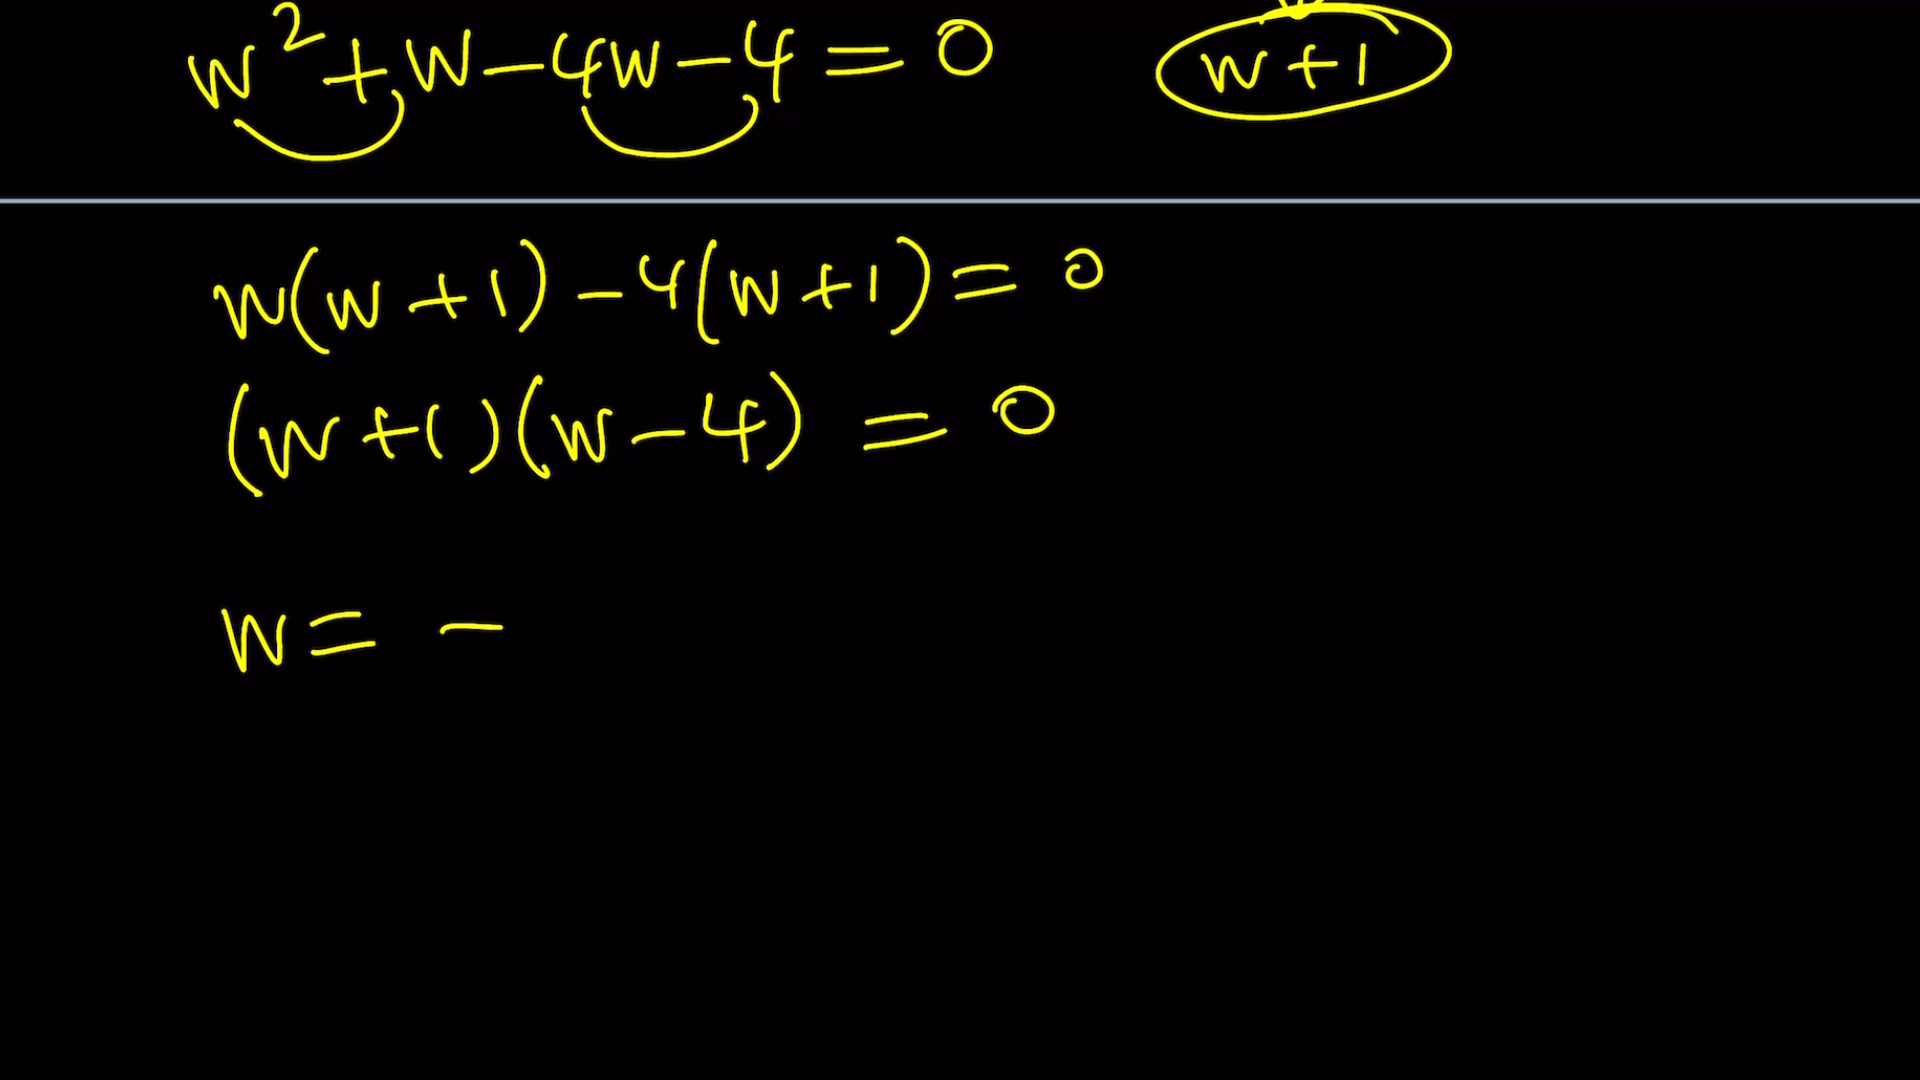 w² + w - 4w - 4 = 0
w + 1
w(w + 1) - 4(w + 1) = 0
(w + 1)(w - 4) = 0
w = -